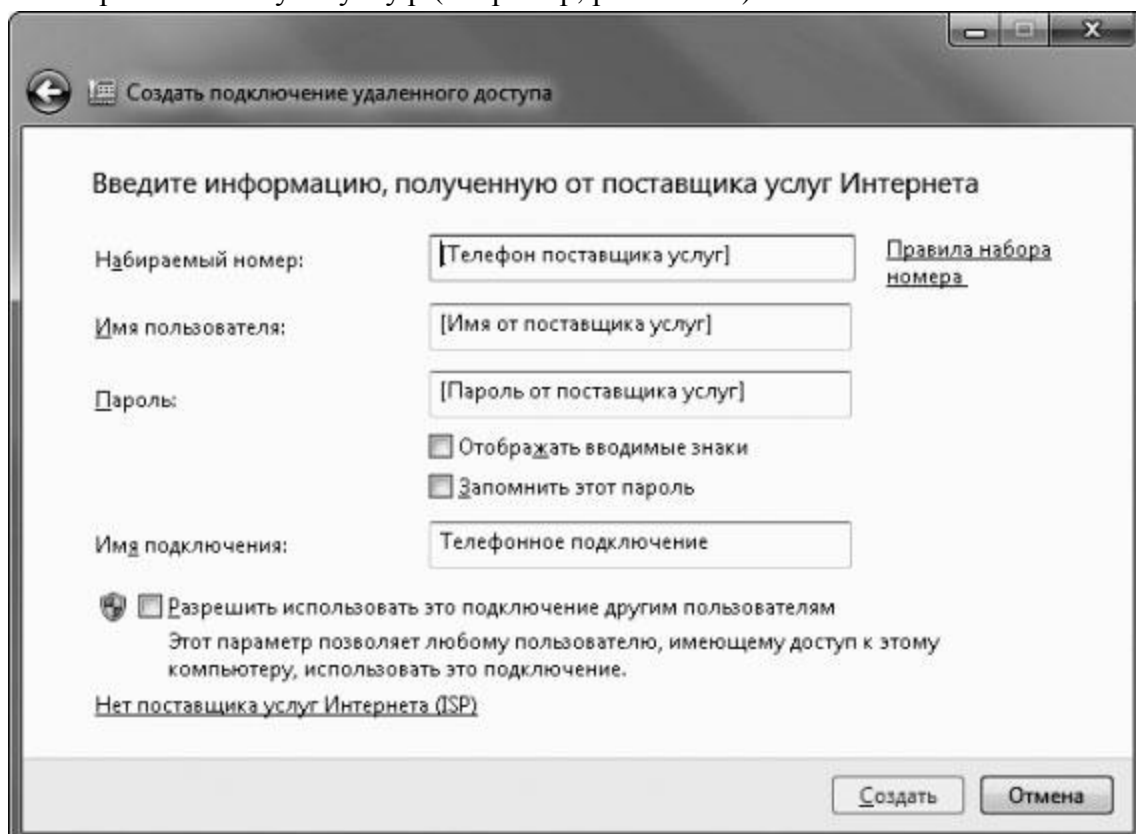 Создать подключение удаленного доступа
Введите информацию, полученную от поставщика услуг Интернета
Набираемый номер:
[Телефон поставщика услуг]
Правила набора
номера
Имя пользователя:
[Имя от поставщика услуг]
Пароль:
[Пароль от поставщика услуг]
Отображать вводимые знаки
Запомнить этот пароль
Имя подключения:
Телефонное подключение
Разрешить использовать это подключение другим пользователям
Этот параметр позволяет любому пользователю, имеющему доступ к этому
компьютеру, использовать это подключение.
Нет поставщика услуг Интернета (ISP)
Создать
Отмена